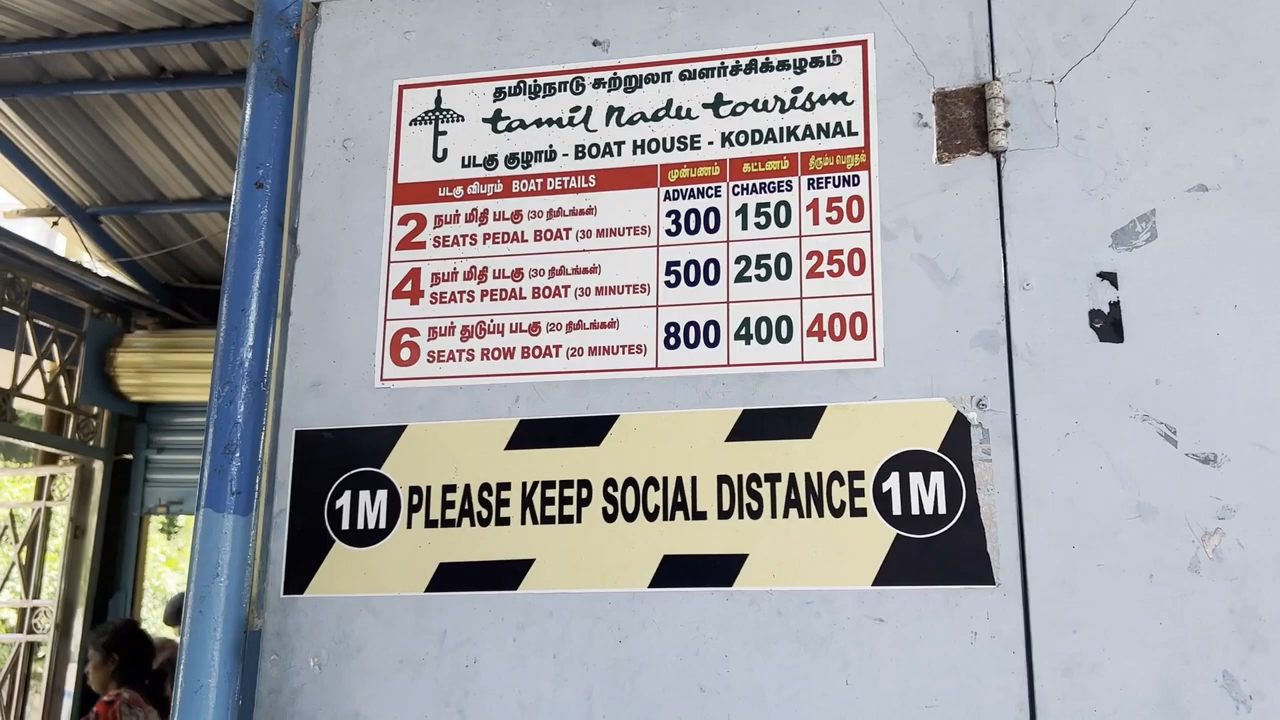 தமிழ்நாடு சுற்றுலா வளர்ச்சிக்கழகம்
tamil nadu tourism
படகு குழாம் - BOAT HOUSE - KODAIKANAL
படகு விபரம் BOAT DETAILS முன்பணம் ADVANCE கட்டணம் CHARGES திரும்ப பெறுதல் REFUND
2 நபர் மிதி படகு (30 நிமிடங்கள்)
SEATS PEDAL BOAT (30 MINUTES) 300 150 150
4 நபர் மிதி படகு (30 நிமிடங்கள்)
SEATS PEDAL BOAT (30 MINUTES) 500 250 250
6 நபர் துடுப்பு படகு (20 நிமிடங்கள்)
SEATS ROW BOAT (20 MINUTES) 800 400 400
1M PLEASE KEEP SOCIAL DISTANCE 1M